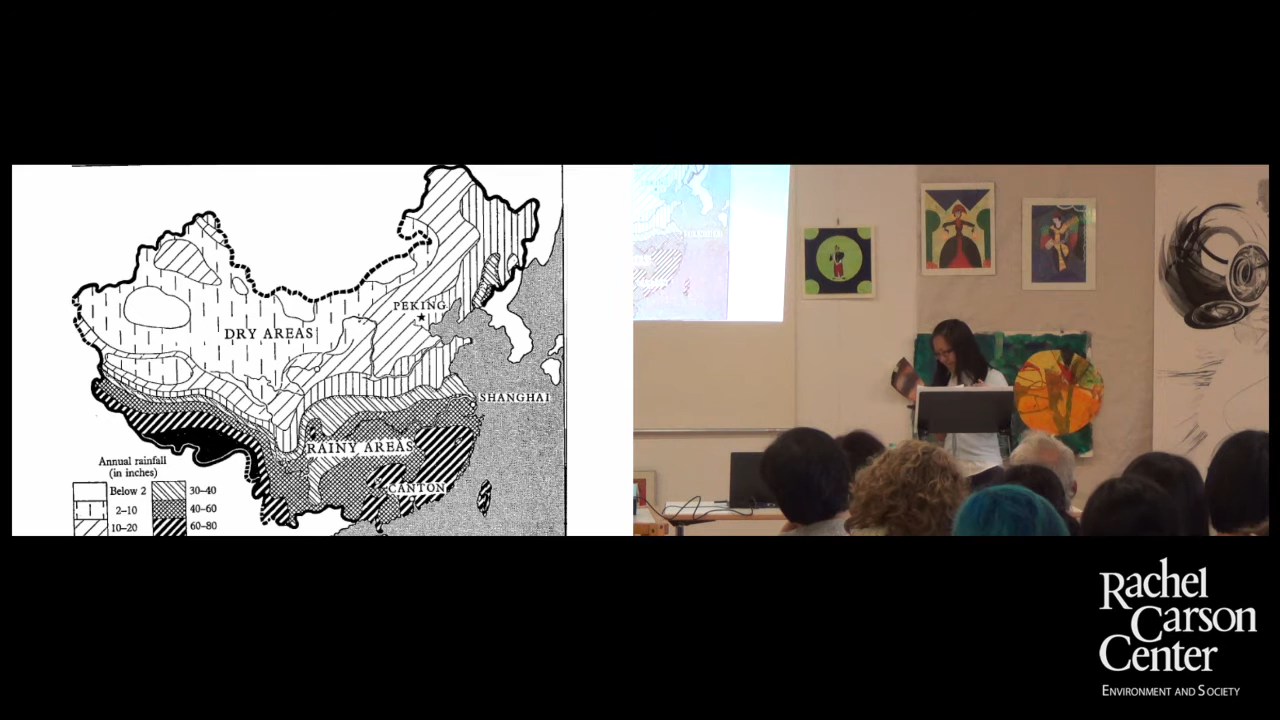 PEKING
DRY AREAS
SHANGHAI
RAINY AREAS
CANTON
Annual rainfall
(in inches)
Below 2
30–40
2–10
40–60
10–20
60–80
Rachel
Carson
Center
ENVIRONMENT AND SOCIETY